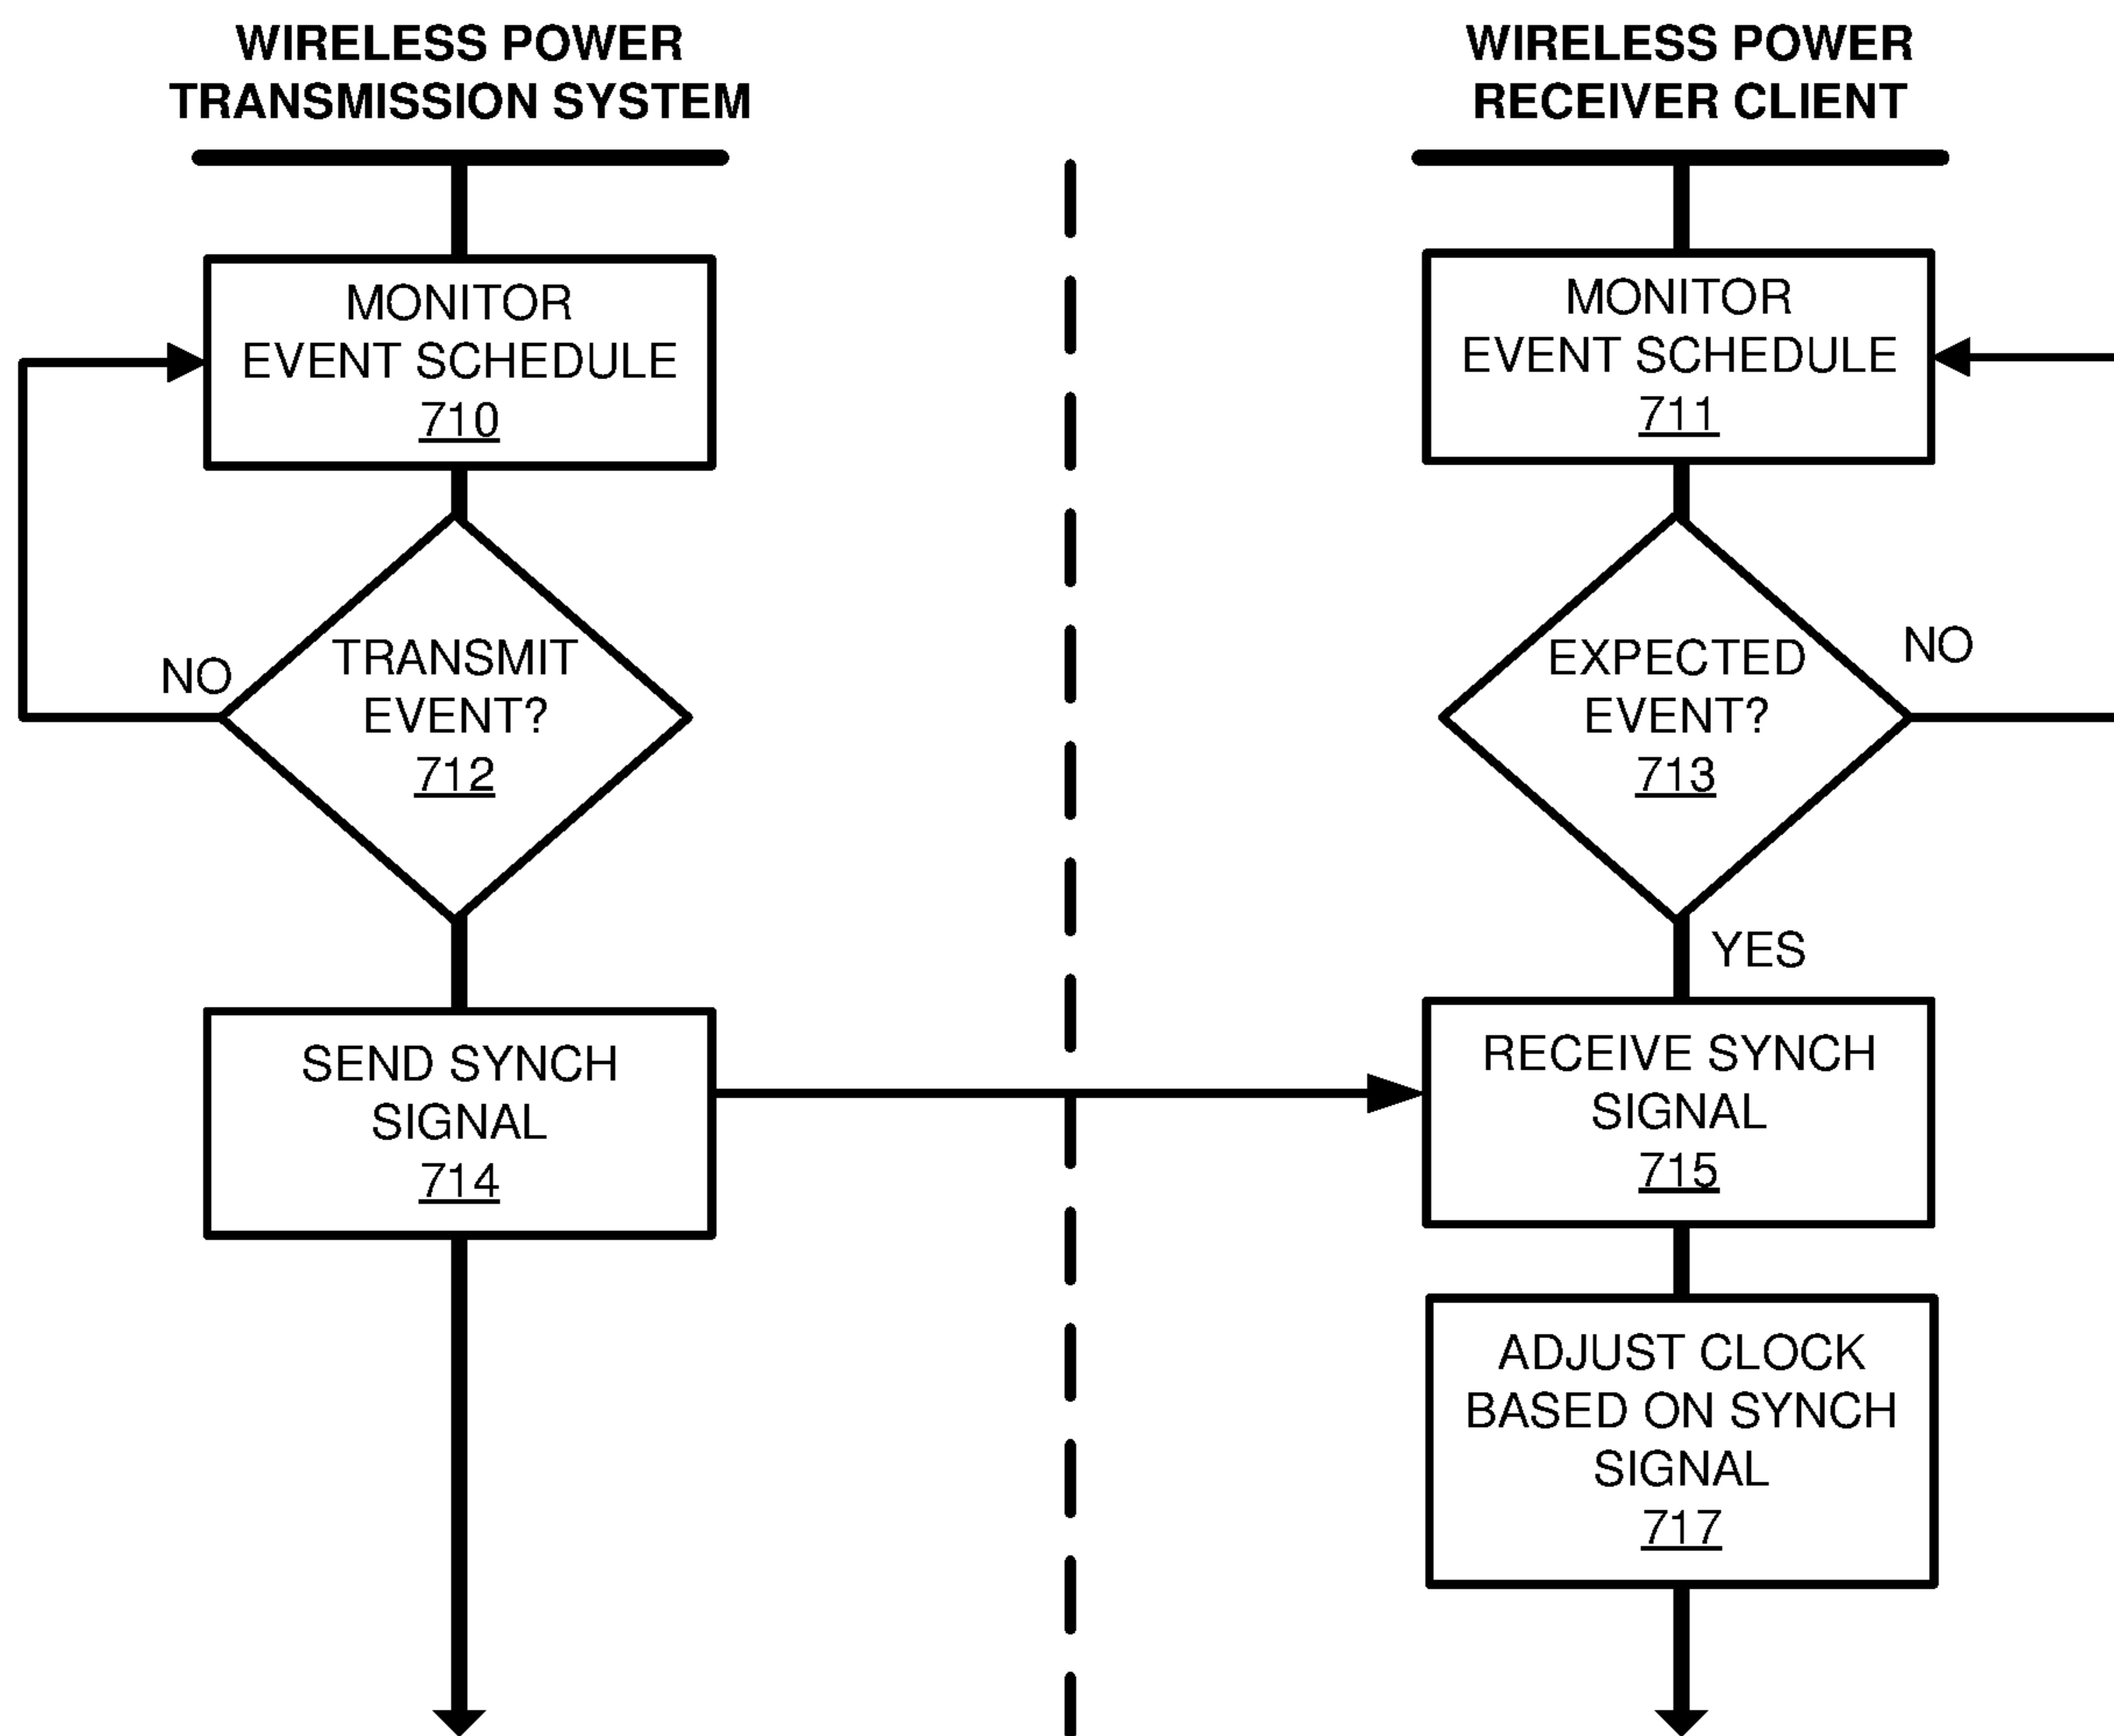 WIRELESS POWER
TRANSMISSION SYSTEM
MONITOR
EVENT SCHEDULE
710
NO
TRANSMIT
EVENT?
712
SEND SYNCH
SIGNAL
714
WIRELESS POWER
RECEIVER CLIENT
MONITOR
EVENT SCHEDULE
711
EXPECTED
EVENT?
713
NO
YES
RECEIVE SYNCH
SIGNAL
715
ADJUST CLOCK
BASED ON SYNCH
SIGNAL
717